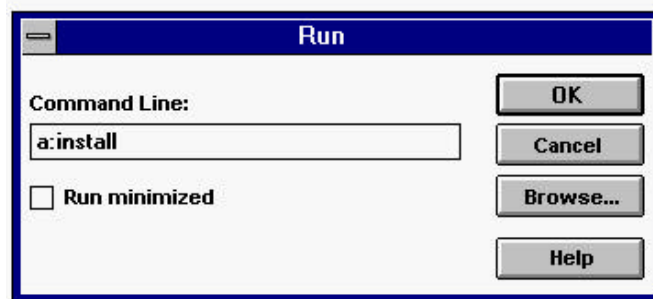 Run
Command Line:
a:install
Run minimized
OK
Cancel
Browse...
Help